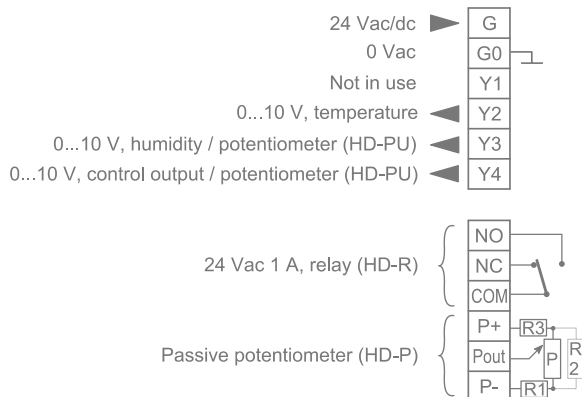 24 Vac/dc G
0 Vac G0
Not in use Y1
0...10 V, temperature Y2
0...10 V, humidity / potentiometer (HD-PU) Y3
0...10 V, control output / potentiometer (HD-PU) Y4
NO
24 Vac 1 A, relay (HD-R) NC
COM
P+ R3
Passive potentiometer (HD-P) Pout P R2
P- R1